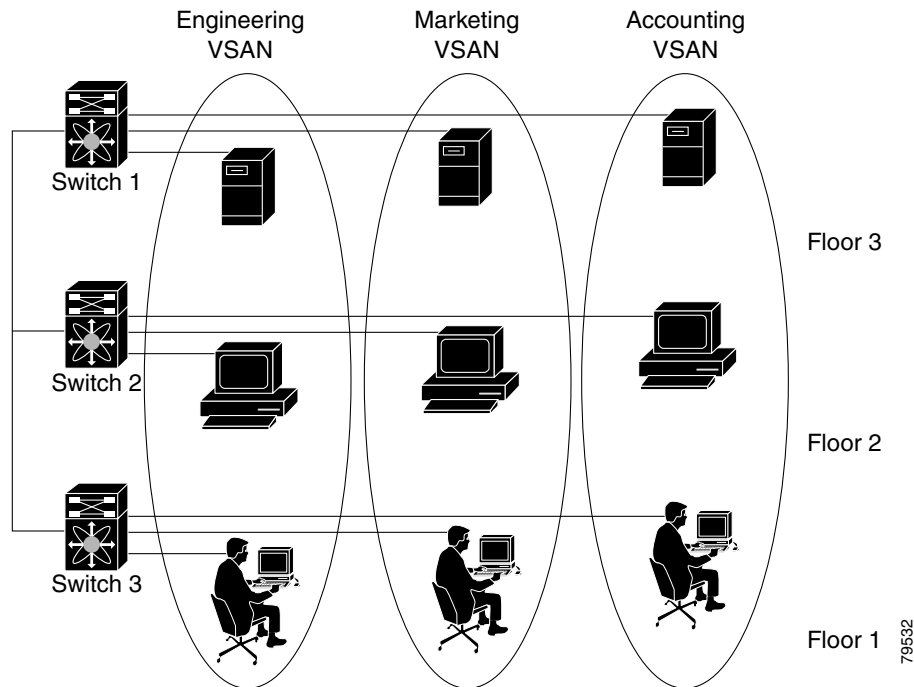 Engineering
VSAN
Marketing
VSAN
Accounting
VSAN
Switch 1
Floor 3
Switch 2
Floor 2
Switch 3
Floor 1
79532